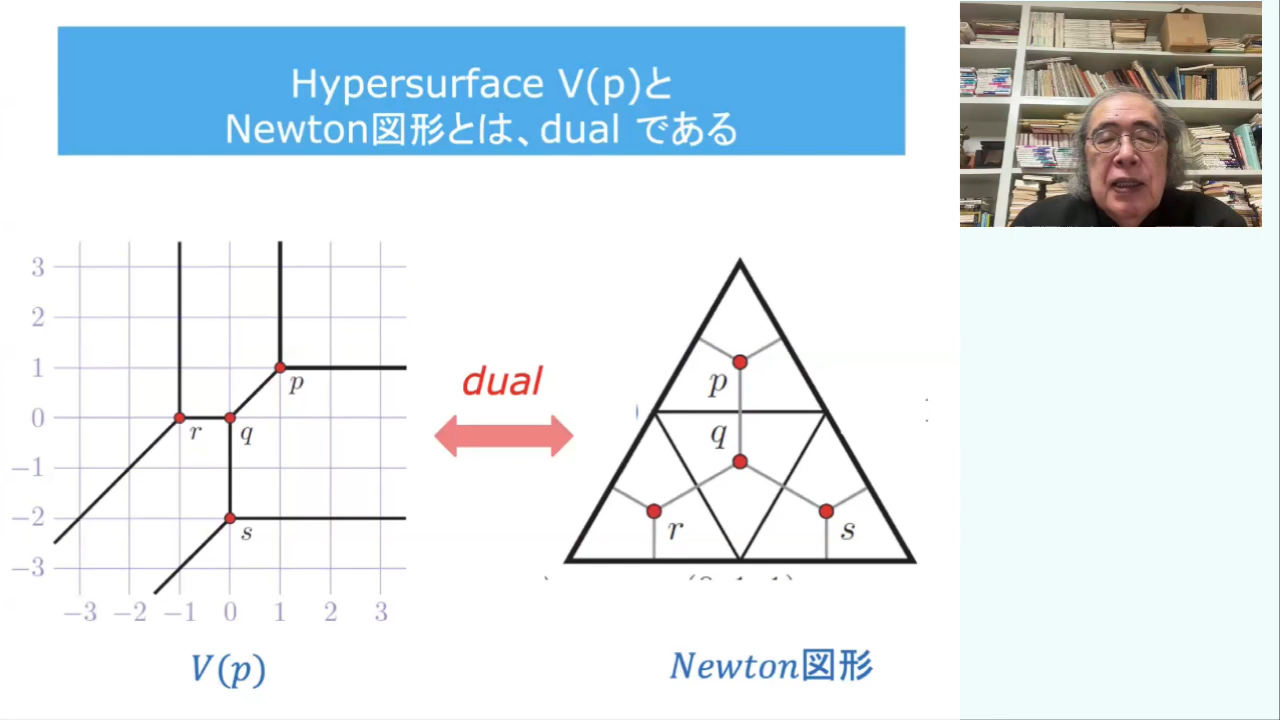 Hypersurface V(p)と
Newton図形とは、dual である
3
2
1
0
−1
−2
−3
−3 −2 −1 0 1 2 3
p
r
q
s
V(p)
dual
p
q
r
s
Newton図形